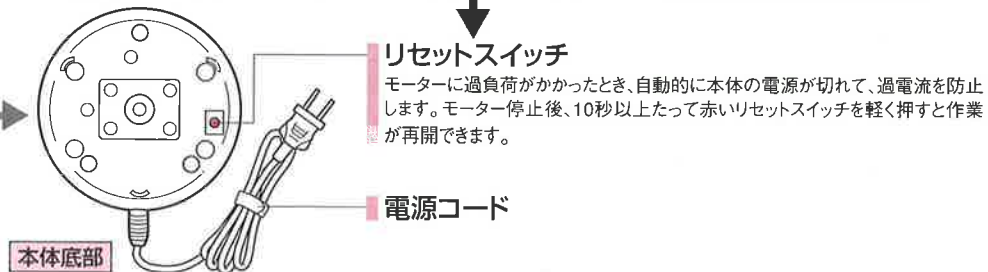 リセットスイッチ
モーターに過負荷がかかったとき、自動的に本体の電源が切れて、過電流を防止
します。モーター停止後、10秒以上たって赤いリセットスイッチを軽く押すと作業
が再開できます。
電源コード
本体底部